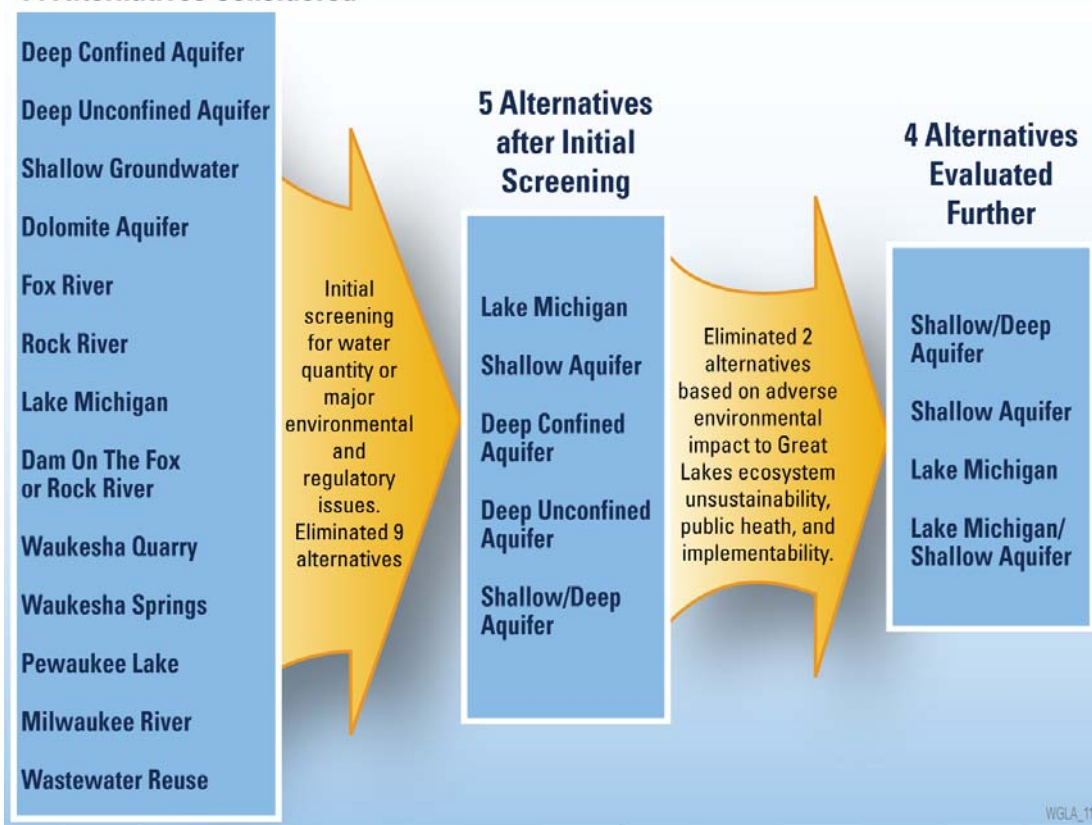 Deep Confined Aquifer
Deep Unconfined Aquifer
Shallow Groundwater
Dolomite Aquifer
Fox River
Rock River
Lake Michigan
Dam On The Fox
or Rock River
Waukesha Quarry
Waukesha Springs
Pewaukee Lake
Milwaukee River
Wastewater Reuse
Initial
screening
for water
quantity or
major
environmental
and
regulatory
issues.
Eliminated 9
alternatives
5 Alternatives
after Initial
Screening
Lake Michigan
Shallow Aquifer
Deep Confined
Aquifer
Deep Unconfined
Aquifer
Shallow/Deep
Aquifer
Eliminated 2
alternatives
based on adverse
environmental
impact to Great
Lakes ecosystem
unsustainability,
public heath, and
implementability.
4 Alternatives
Evaluated
Further
Shallow/Deep
Aquifer
Shallow Aquifer
Lake Michigan
Lake Michigan/
Shallow Aquifer